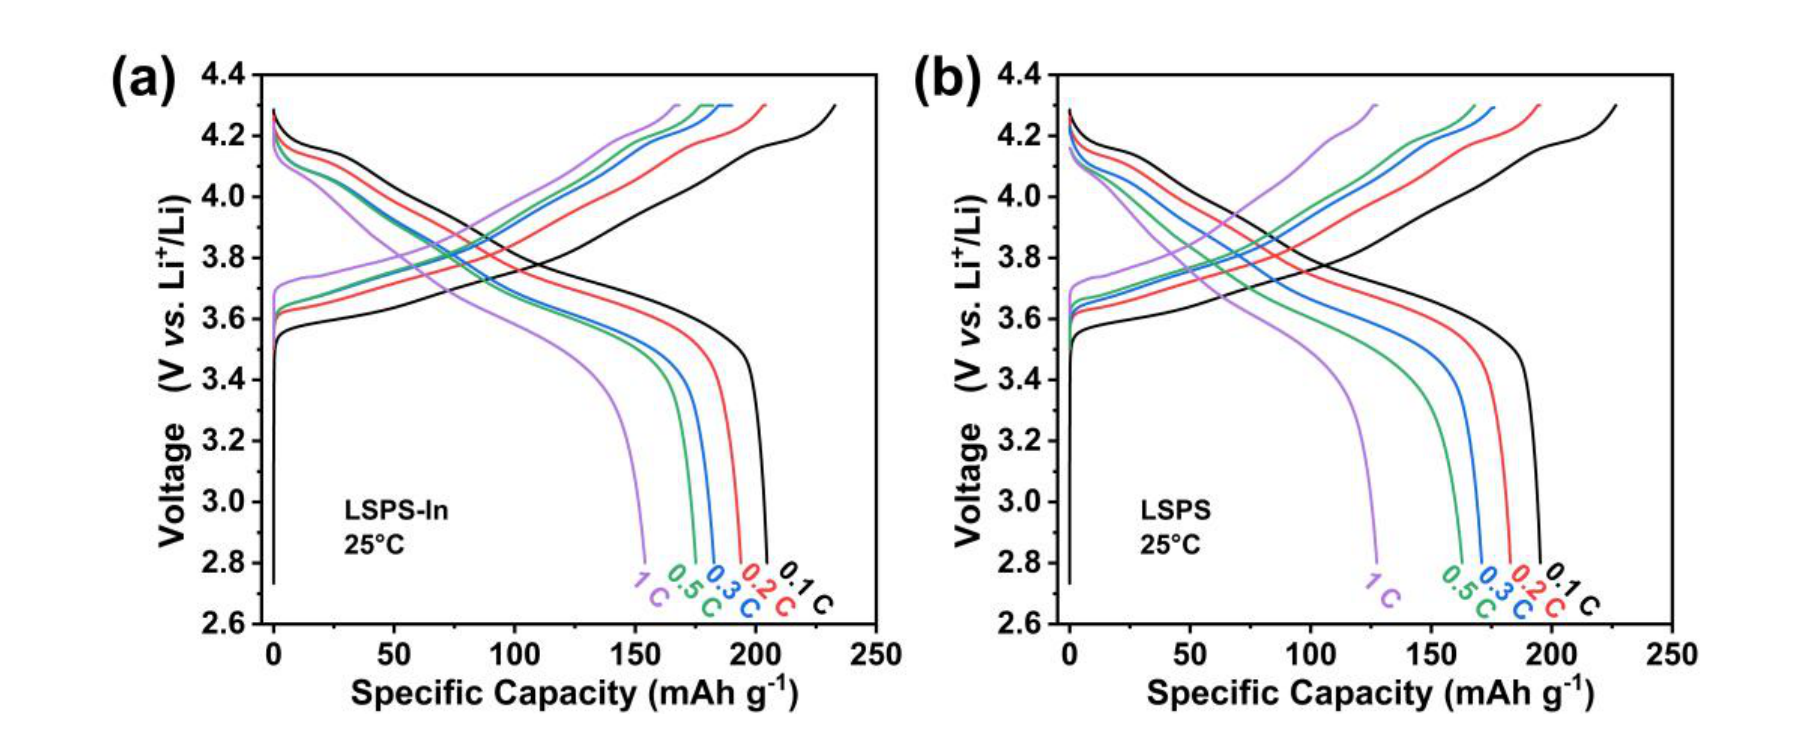 (a)
4.4
4.2
4.0
3.8
3.6
3.4
3.2
3.0
2.8
2.6
Voltage (V vs. Li⁺/Li)
LSPS-In
25°C
1 C
0.5 C
0.3 C
0.2 C
0.1 C
0 50 100 150 200 250
Specific Capacity (mAh g⁻¹)
(b)
4.4
4.2
4.0
3.8
3.6
3.4
3.2
3.0
2.8
2.6
Voltage (V vs. Li⁺/Li)
LSPS
25°C
1 C
0.5 C
0.3 C
0.2 C
0.1 C
0 50 100 150 200 250
Specific Capacity (mAh g⁻¹)